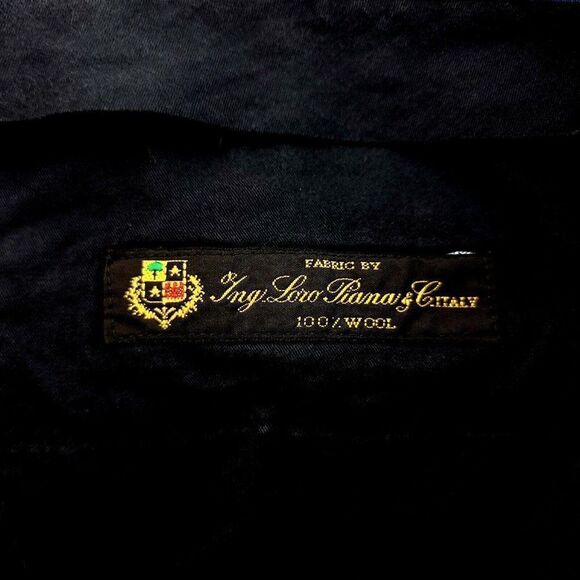 FABRIC BY
Ing. Loro Piana & C. ITALY
100% WOOL